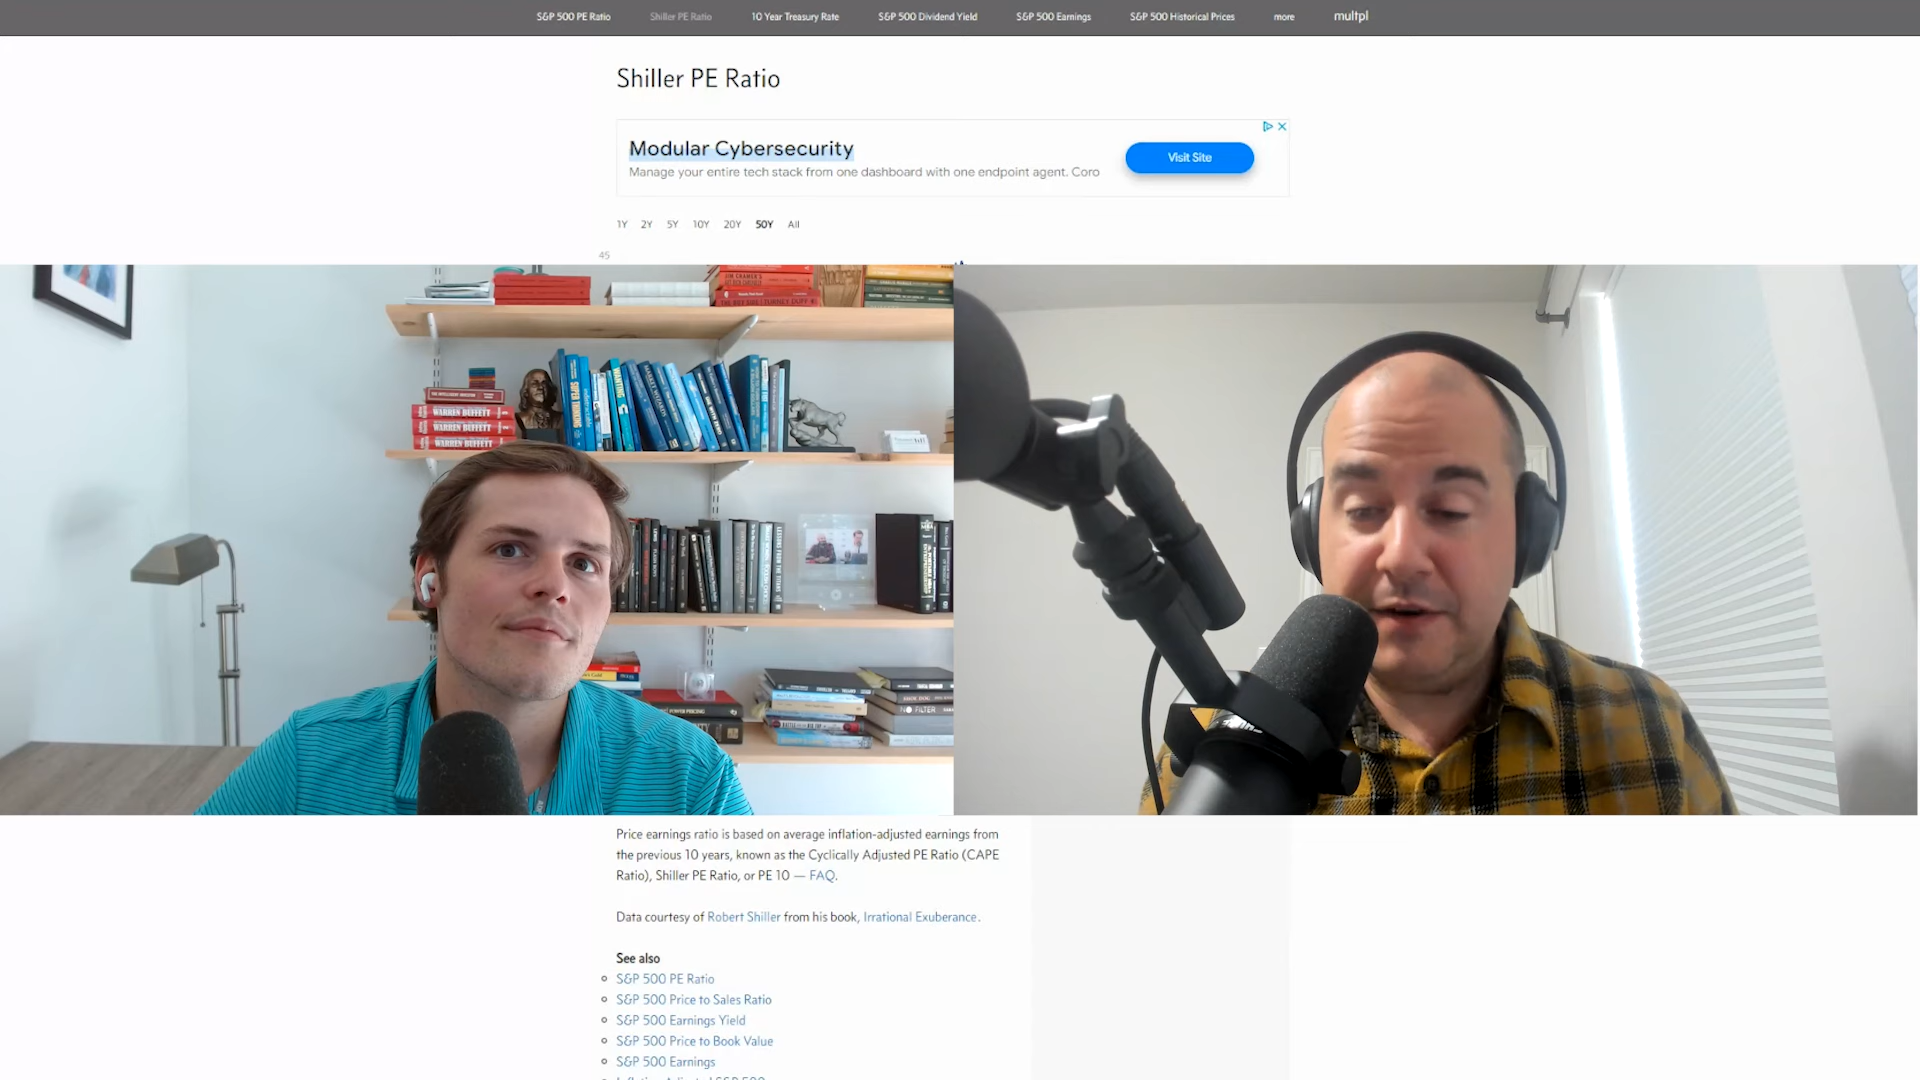 S&P 500 PE Ratio
Shiller PE Ratio
10 Year Treasury Rate
S&P 500 Dividend Yield
S&P 500 Earnings
S&P 500 Historical Prices
more
multpl
Shiller PE Ratio
Modular Cybersecurity
Manage your entire tech stack from one dashboard with one endpoint agent. Coro
Visit Site
1Y 2Y 5Y 10Y 20Y 50Y All
45
WARREN BUFFETT
WARREN BUFFETT
WARREN BUFFETT
SUPER THINKING
NO FILTER
Price earnings ratio is based on average inflation-adjusted earnings from
the previous 10 years, known as the Cyclically Adjusted PE Ratio (CAPE
Ratio), Shiller PE Ratio, or PE 10 — FAQ.
Data courtesy of Robert Shiller from his book, Irrational Exuberance.
See also
S&P 500 PE Ratio
S&P 500 Price to Sales Ratio
S&P 500 Earnings Yield
S&P 500 Price to Book Value
S&P 500 Earnings